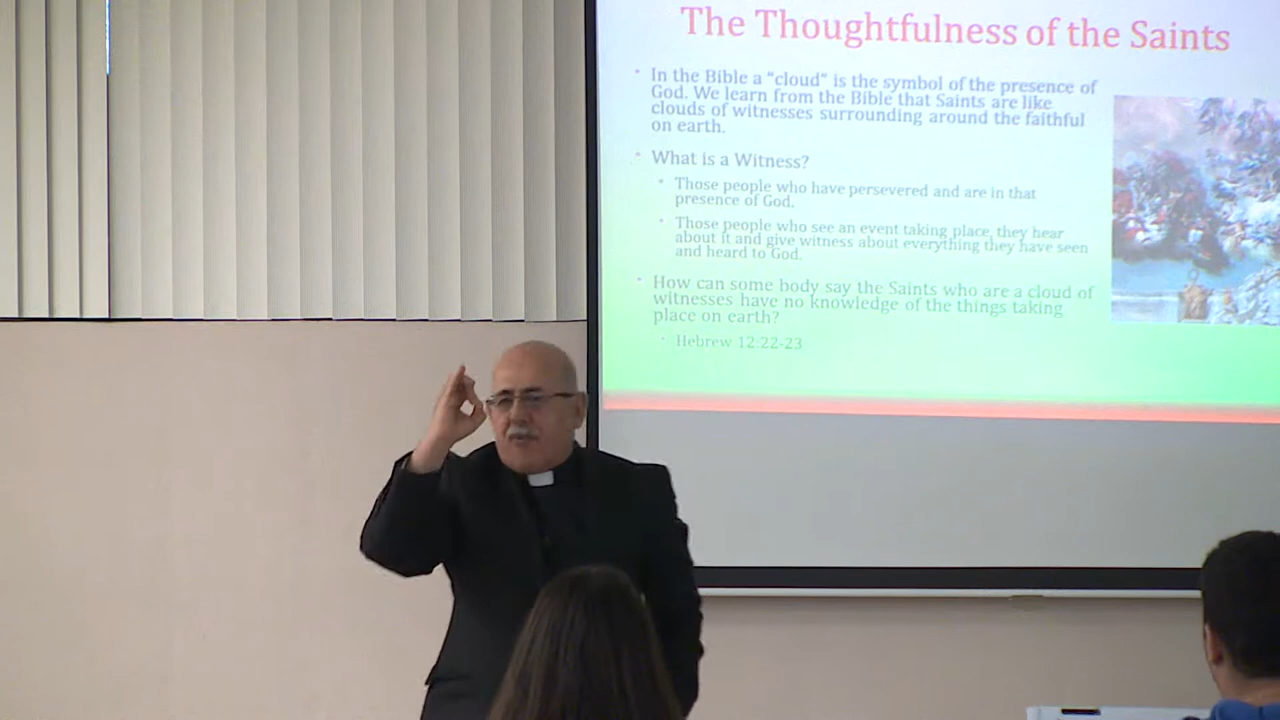 The Thoughtfulness of the Saints
• In the Bible a “cloud” is the symbol of the presence of
God. We learn from the Bible that Saints are like
clouds of witnesses surrounding around the faithful
on earth.
• What is a Witness?
• Those people who have persevered and are in that
presence of God.
• Those people who see an event taking place, they hear
about it and give witness about everything they have seen
and heard to God.
• How can some body say the Saints who are a cloud of
witnesses have no knowledge of the things taking
place on earth?
• Hebrew 12:22-23